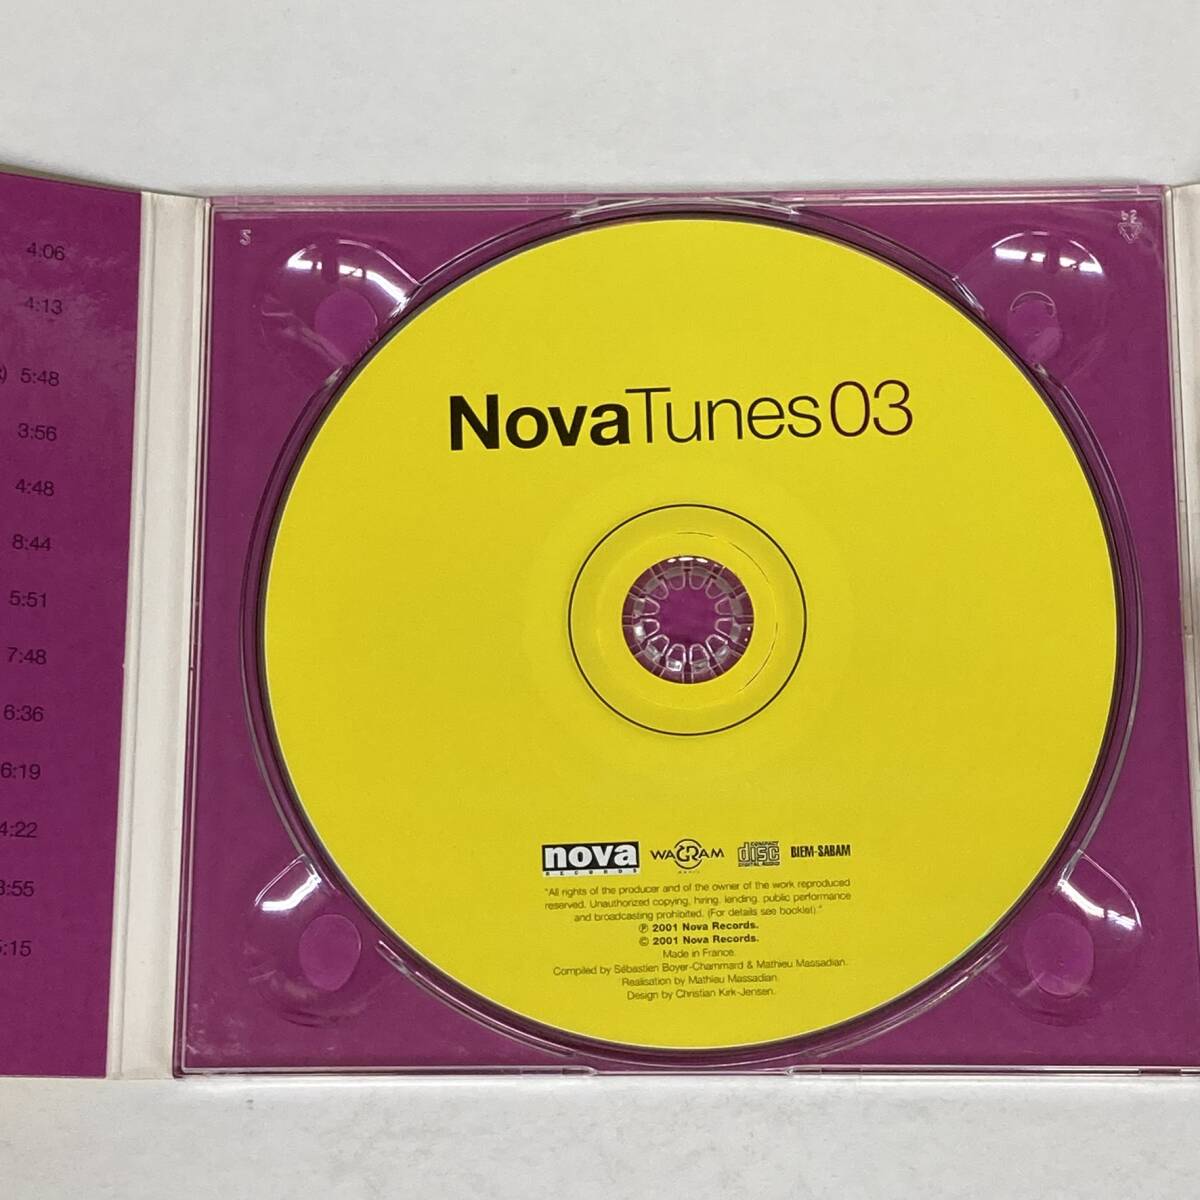 4:06
4:13
5:48
3:56
4:48
8:44
5:51
7:48
6:36
6:19
4:22
3:55
:15
NovaTunes03
nova RECORDS WAGRAM MUSIC COMPACT disc DIGITAL AUDIO BIEM-SABAM
"All rights of the producer and of the owner of the work reproduced
reserved. Unauthorized copying, hiring, lending, public performance
and broadcasting prohibited. (For details see booklet)."
℗ 2001 Nova Records.
© 2001 Nova Records.
Made in France.
Compiled by Sébastien Boyer-Chammard & Mathieu Massadian.
Realisation by Mathieu Massadian.
Design by Christian Kirk-Jensen.